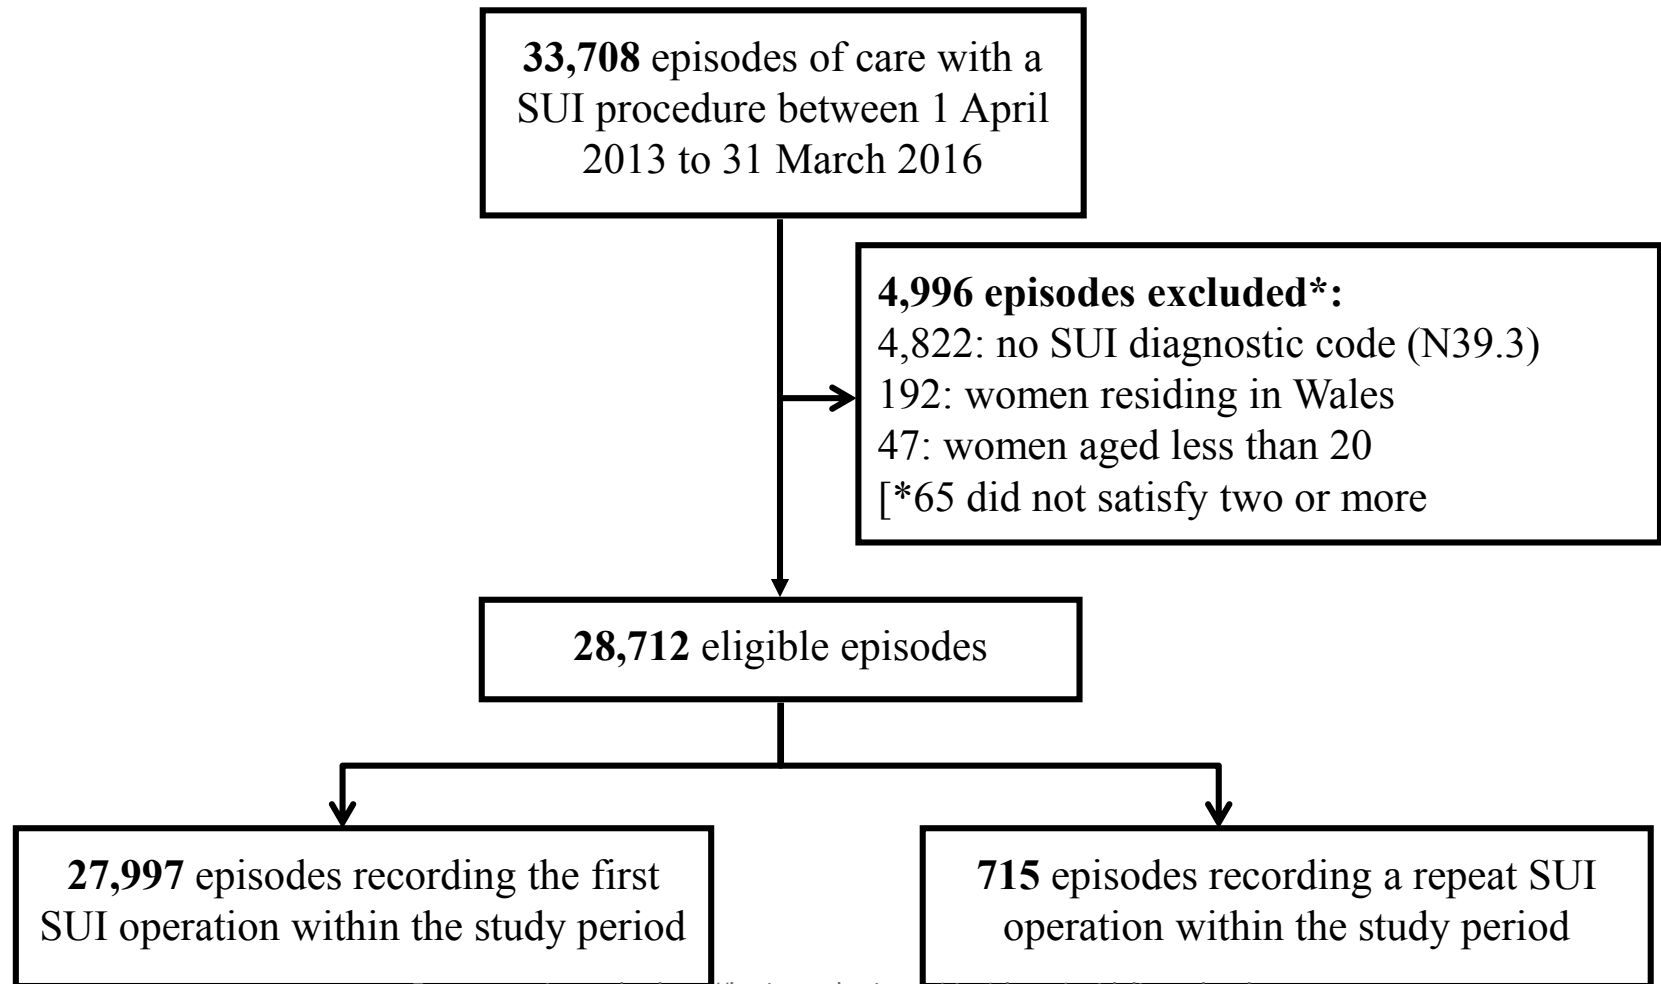 33,708 episodes of care with a
SUI procedure between 1 April
2013 to 31 March 2016
4,996 episodes excluded*:
4,822: no SUI diagnostic code (N39.3)
192: women residing in Wales
47: women aged less than 20
[*65 did not satisfy two or more
28,712 eligible episodes
27,997 episodes recording the first
SUI operation within the study period
715 episodes recording a repeat SUI
operation within the study period